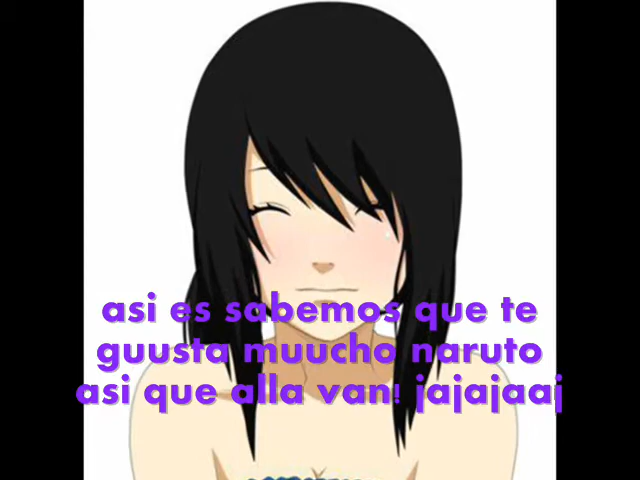 asi es sabemos que te
guusta muucho naruto
asi que alla van! jajajaaj